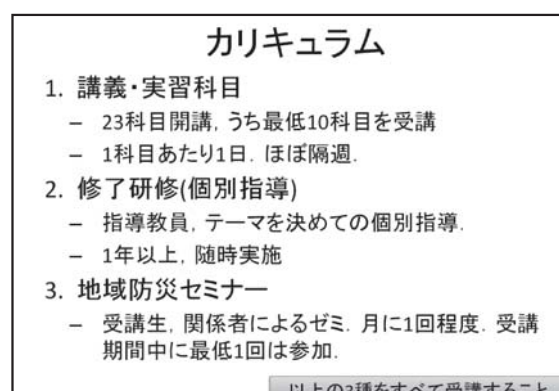 カリキュラム
1. 講義・実習科目
– 23科目開講，うち最低10科目を受講
– 1科目あたり1日．ほぼ隔週．
2. 修了研修(個別指導)
– 指導教員，テーマを決めての個別指導．
– 1年以上，随時実施
3. 地域防災セミナー
– 受講生，関係者によるゼミ．月に1回程度．受講
期間中に最低1回は参加．
以上の3種をすべて受講すること